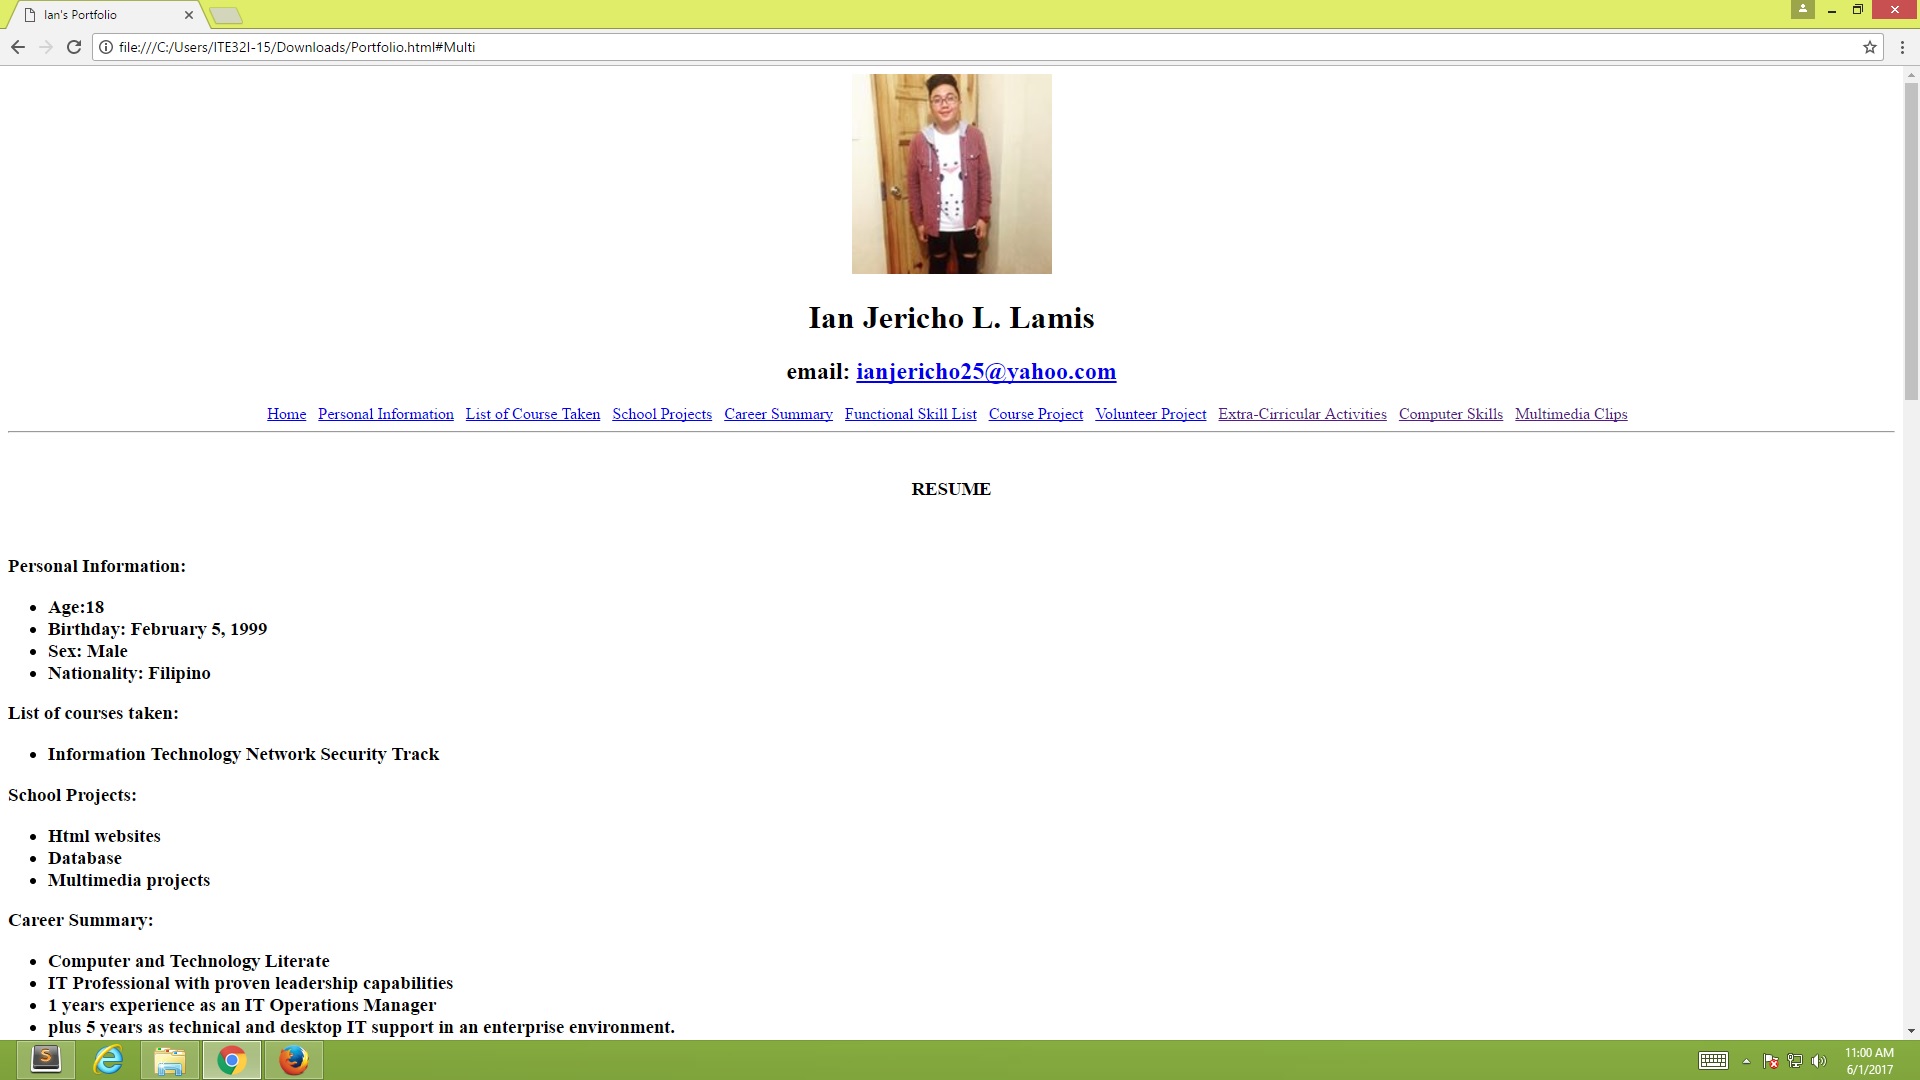 Ian's Portfolio
file:///C:/Users/ITE32I-15/Downloads/Portfolio.html#Multi
Ian Jericho L. Lamis
email: ianjericho25@yahoo.com
Home Personal Information List of Course Taken School Projects Career Summary Functional Skill List Course Project Volunteer Project Extra-Cirricular Activities Computer Skills Multimedia Clips
RESUME
Personal Information:
• Age:18
• Birthday: February 5, 1999
• Sex: Male
• Nationality: Filipino
List of courses taken:
• Information Technology Network Security Track
School Projects:
• Html websites
• Database
• Multimedia projects
Career Summary:
• Computer and Technology Literate
• IT Professional with proven leadership capabilities
• 1 years experience as an IT Operations Manager
• plus 5 years as technical and desktop IT support in an enterprise environment.
11:00 AM
6/1/2017